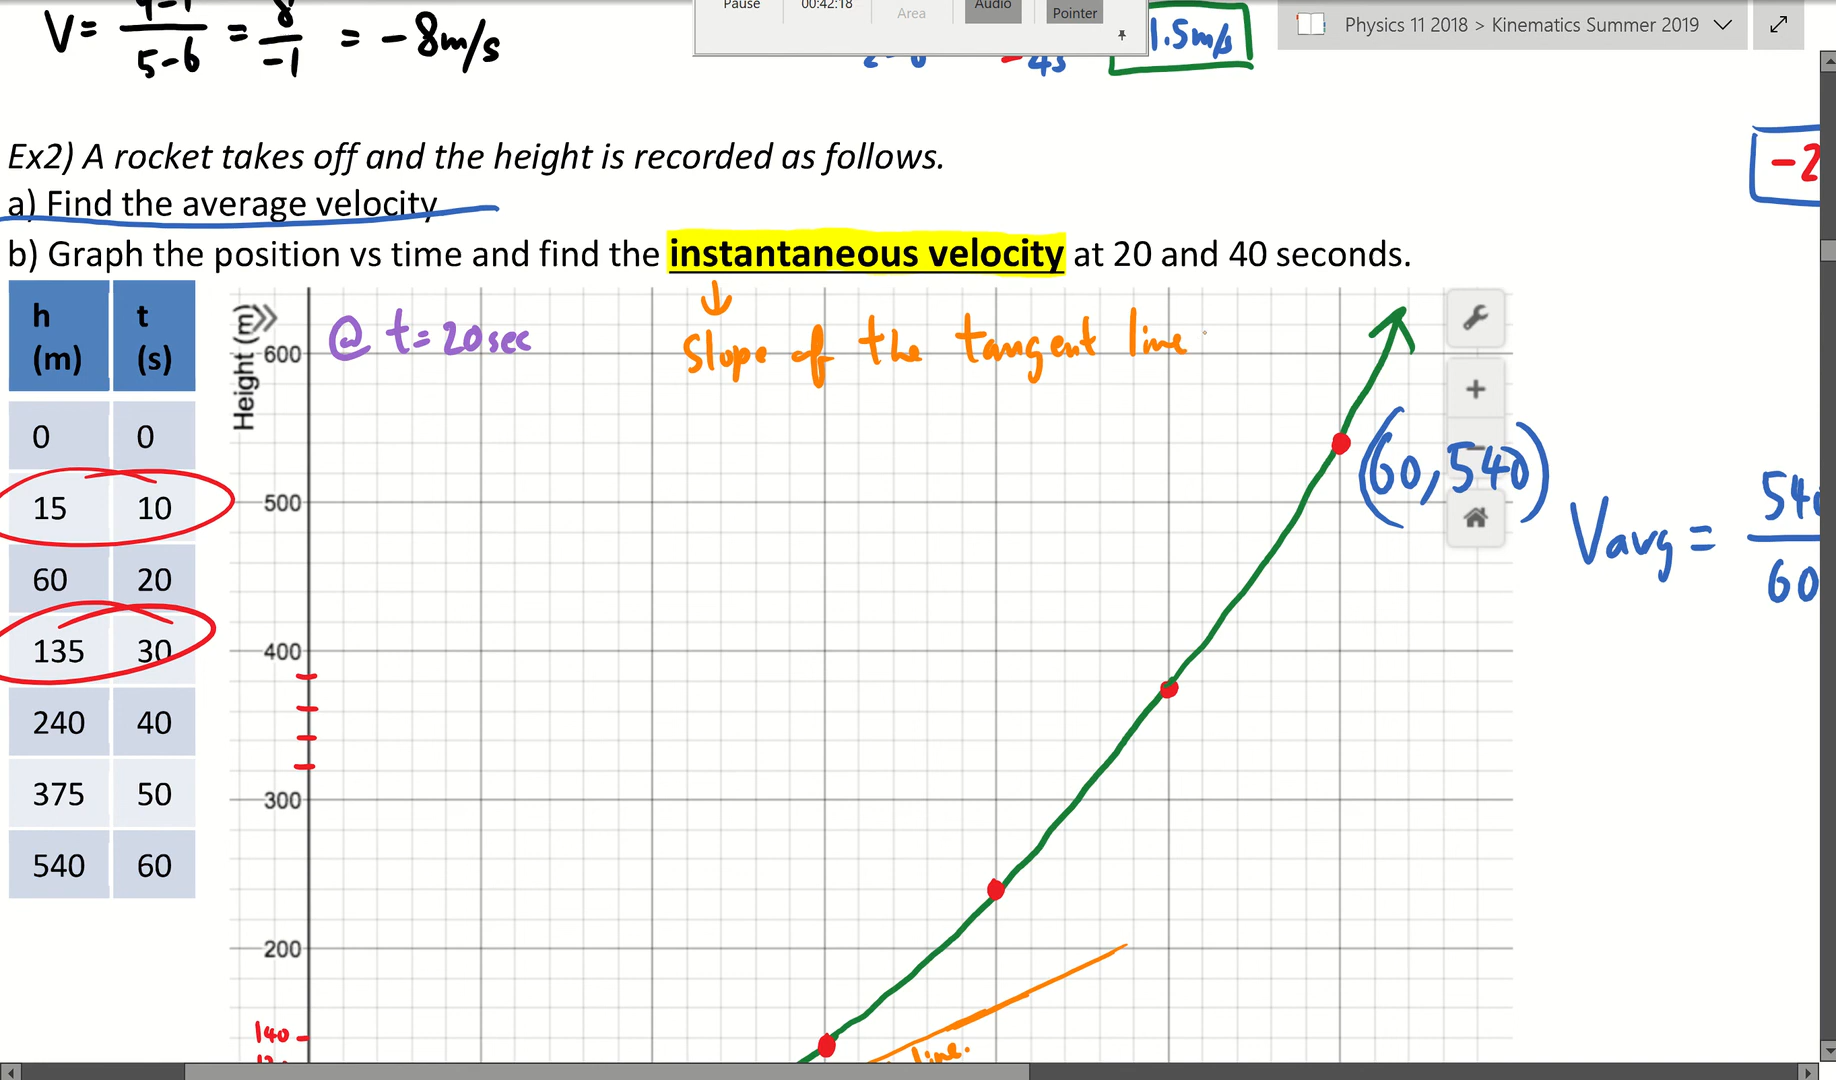 Pause 00:42:18 Area Audio Pointer
Physics 11 2018 > Kinematics Summer 2019
V= 5-6 = 8 -1 = -8m/s
1.5m/s
Ex2) A rocket takes off and the height is recorded as follows.
a) Find the average velocity
b) Graph the position vs time and find the instantaneous velocity at 20 and 40 seconds.
h (m) t (s)
0 0
15 10
60 20
135 30
240 40
375 50
540 60
Height (m)
@ t= 20sec
slope of the tangent line
600
500
400
300
200
140
(60, 540)
Vavg = 540 60
-2
line.